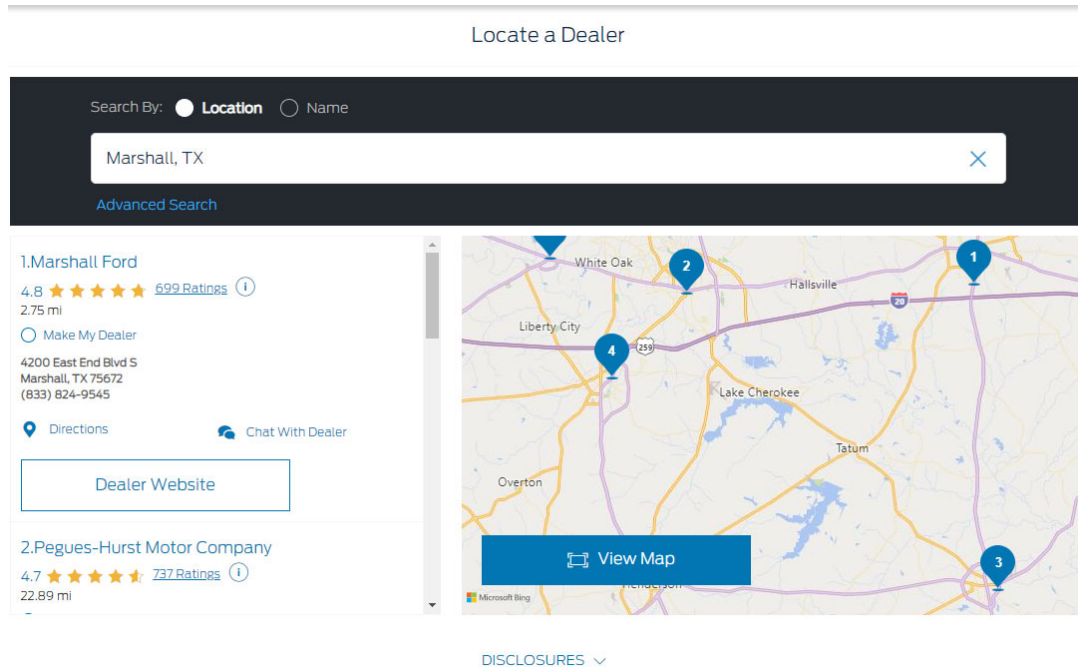 Locate a Dealer
Search By: Location Name
Marshall, TX
Advanced Search
1.Marshall Ford
4.8 699 Ratings i
2.75 mi
Make My Dealer
4200 East End Blvd S
Marshall, TX 75672
(833) 824-9545
Directions Chat With Dealer
Dealer Website
2.Pegues-Hurst Motor Company
4.7 737 Ratings i
22.89 mi
White Oak
2
1
Hallsville
20
Liberty City
4
259
Lake Cherokee
Tatum
Overton
View Map
3
Henderson
Microsoft Bing
DISCLOSURES